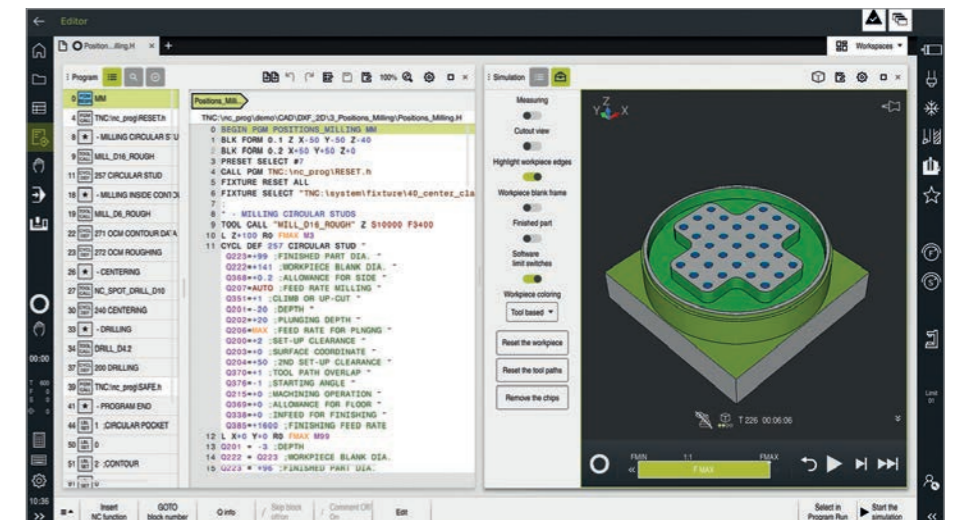 Editor
Position...illing.H × +
Workspaces
Program
100%
Simulation
0 MM
4 TNC:\nc_prog\RESET.h
8 - MILLING CIRCULAR STU
9 MILL_D16_ROUGH
11 257 CIRCULAR STUD
18 - MILLING INSIDE CONTOU
19 MILL_D6_ROUGH
22 271 OCM CONTOUR DATA
23 272 OCM ROUGHING
26 - CENTERING
27 NC_SPOT_DRILL_D10
30 240 CENTERING
33 - DRILLING
34 DRILL_D4.2
37 200 DRILLING
39 TNC:\nc_prog\SAFE.h
41 - PROGRAM END
44 1 :CIRCULAR POCKET
50 0
51 2 :CONTOUR
Positions_Milli...
TNC:\nc_prog\demo\CAD\DXF_2D\3_Positions_Milling\Positions_Milling.H
0 BEGIN PGM POSITIONS_MILLING MM
1 BLK FORM 0.1 Z X-50 Y-50 Z-40
2 BLK FORM 0.2 X+50 Y+50 Z+0
3 PRESET SELECT #7
4 CALL PGM TNC:\nc_prog\RESET.h
5 FIXTURE RESET ALL
6 FIXTURE SELECT "TNC:\system\fixture\4D_center_cla
7 ;
8 * - MILLING CIRCULAR STUDS
9 TOOL CALL "MILL_D16_ROUGH" Z S10000 F3400
10 L Z+100 R0 FMAX M3
11 CYCL DEF 257 CIRCULAR STUD ~
Q223=+99 ;FINISHED PART DIA. ~
Q222=+141 ;WORKPIECE BLANK DIA. ~
Q368=+0.2 ;ALLOWANCE FOR SIDE ~
Q207=AUTO ;FEED RATE MILLING ~
Q351=+1 ;CLIMB OR UP-CUT ~
Q201=-20 ;DEPTH ~
Q202=+20 ;PLUNGING DEPTH ~
Q206=MAX ;FEED RATE FOR PLNGNG ~
Q200=+2 ;SET-UP CLEARANCE ~
Q203=+0 ;SURFACE COORDINATE ~
Q204=+50 ;2ND SET-UP CLEARANCE ~
Q370=+1 ;TOOL PATH OVERLAP ~
Q376=-1 ;STARTING ANGLE ~
Q215=+0 ;MACHINING OPERATION ~
Q369=+0 ;ALLOWANCE FOR FLOOR ~
Q338=+0 ;INFEED FOR FINISHING ~
Q385=+1600 ;FINISHING FEED RATE
12 L X+0 Y+0 R0 FMAX M99
13 Q201 = -3 ;DEPTH
14 Q222 = Q223 ;WORKPIECE BLANK DIA.
15 Q223 = +96 ;FINISHED PART DIA.
Measuring
Cutout view
Highlight workpiece edges
Workpiece blank frame
Finished part
Software
limit switches
Workpiece coloring
Tool based
Reset the workpiece
Reset the tool paths
Remove the chips
Z
Y X
T 226 00:06:06
FMIN 1:1 FMAX
F MAX
00:00
10:36
Insert
NC function
GOTO
block number
Q info
Skip block
off/on
Comment Off/
On
Edit
Select in
Program Run
Start the
simulation